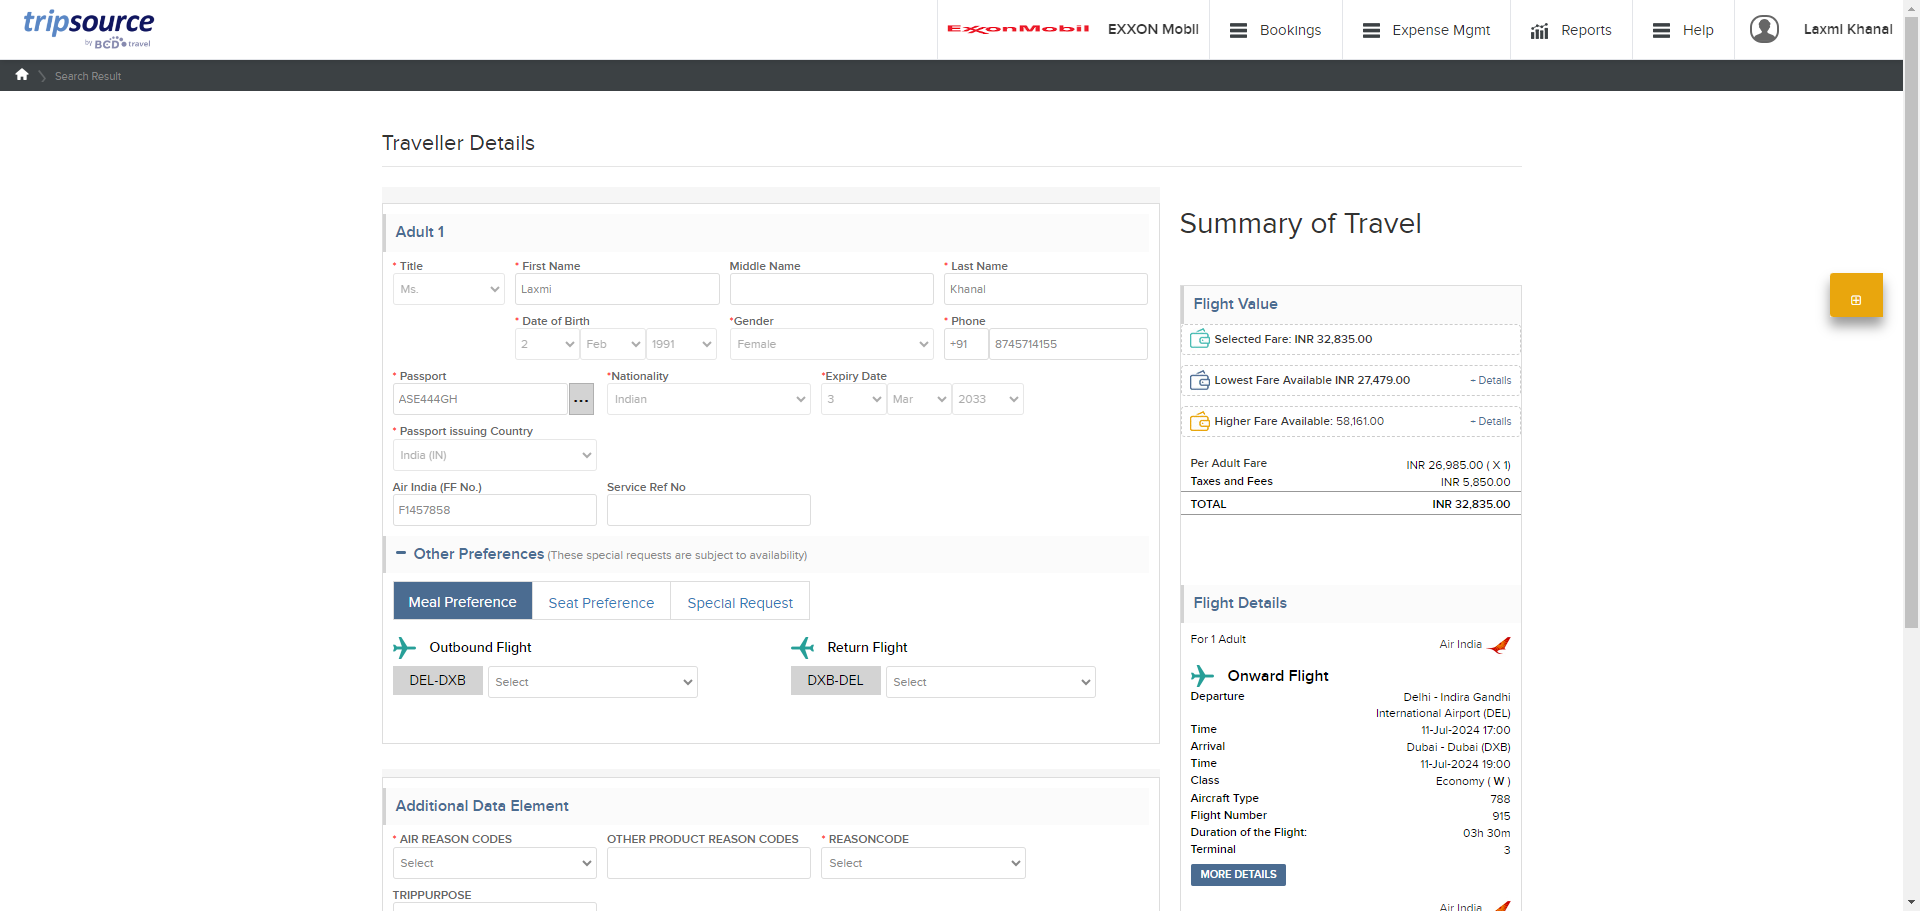 tripsource
by BCD travel
ExxonMobil
EXXON Mobil
Bookings
Expense Mgmt
Reports
Help
Laxmi Khanal
Search Result
Traveller Details
Adult 1
* Title
* First Name
Middle Name
* Last Name
Ms.
Laxmi
Khanal
* Date of Birth
*Gender
* Phone
2
Feb
1991
Female
+91
8745714155
* Passport
*Nationality
*Expiry Date
ASE444GH
...
Indian
3
Mar
2033
* Passport issuing Country
India (IN)
Air India (FF No.)
Service Ref No
F1457858
Other Preferences (These special requests are subject to availability)
Meal Preference
Seat Preference
Special Request
Outbound Flight
Return Flight
DEL-DXB
Select
DXB-DEL
Select
Additional Data Element
* AIR REASON CODES
OTHER PRODUCT REASON CODES
* REASONCODE
Select
Select
TRIPPURPOSE
Summary of Travel
Flight Value
Selected Fare: INR 32,835.00
Lowest Fare Available INR 27,479.00
+ Details
Higher Fare Available: 58,161.00
+ Details
Per Adult Fare
INR 26,985.00 ( X 1)
Taxes and Fees
INR 5,850.00
TOTAL
INR 32,835.00
Flight Details
For 1 Adult
Air India
Onward Flight
Departure
Delhi - Indira Gandhi
International Airport (DEL)
Time
11-Jul-2024 17:00
Arrival
Dubai - Dubai (DXB)
Time
11-Jul-2024 19:00
Class
Economy ( W )
Aircraft Type
788
Flight Number
915
Duration of the Flight:
03h 30m
Terminal
3
MORE DETAILS
Air India